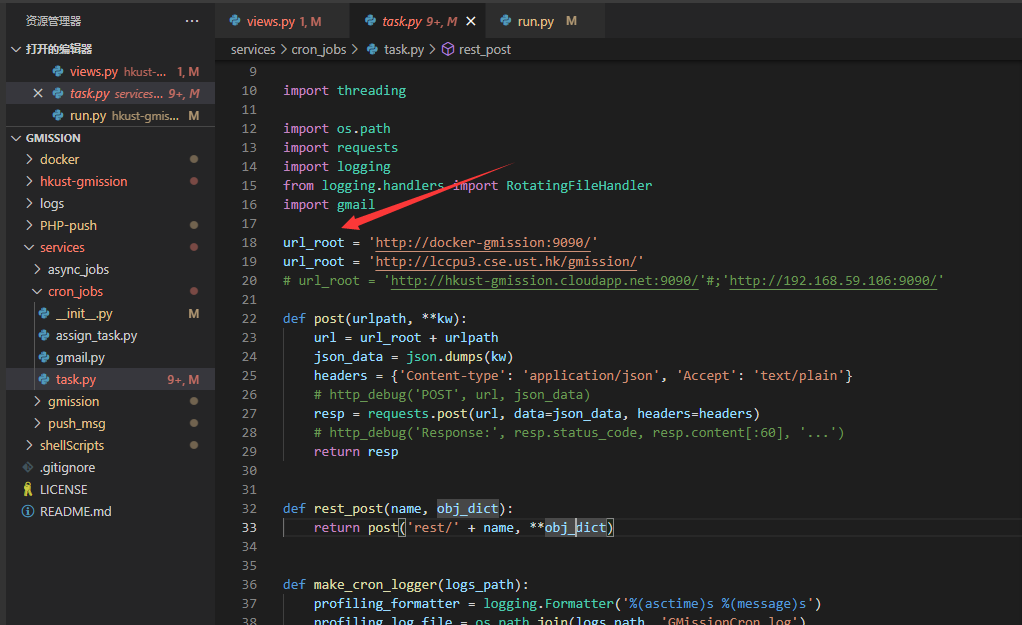 资源管理器
···
打开的编辑器
views.py hkust-... 1, M
task.py services... 9+, M
run.py hkust-gmis... M
GMISSION
docker
hkust-gmission
logs
PHP-push
services
async_jobs
cron_jobs
__init__.py M
assign_task.py
gmail.py
task.py 9+, M
gmission
push_msg
shellScripts
.gitignore
LICENSE
README.md
views.py 1, M
task.py 9+, M
run.py M
services > cron_jobs > task.py > rest_post
9
10 import threading
11
12 import os.path
13 import requests
14 import logging
15 from logging.handlers import RotatingFileHandler
16 import gmail
17
18 url_root = 'http://docker-gmission:9090/'
19 url_root = 'http://lccpu3.cse.ust.hk/gmission/'
20 # url_root = 'http://hkust-gmission.cloudapp.net:9090/'#;'http://192.168.59.106:9090/'
21
22 def post(urlpath, **kw):
23 url = url_root + urlpath
24 json_data = json.dumps(kw)
25 headers = {'Content-type': 'application/json', 'Accept': 'text/plain'}
26 # http_debug('POST', url, json_data)
27 resp = requests.post(url, data=json_data, headers=headers)
28 # http_debug('Response:', resp.status_code, resp.content[:60], '...')
29 return resp
30
31
32 def rest_post(name, obj_dict):
33 return post('rest/' + name, **obj_dict)
34
35
36 def make_cron_logger(logs_path):
37 profiling_formatter = logging.Formatter('%(asctime)s %(message)s')
38 profiling_log_file = os.path.join(logs_path, 'GMissionCron.log')